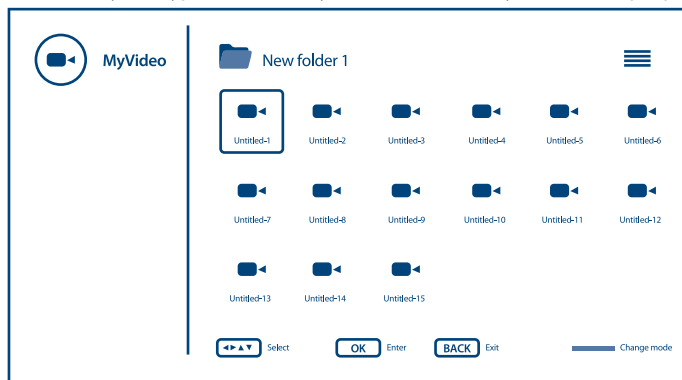 MyVideo
New folder 1
Untitled-1 Untitled-2 Untitled-3 Untitled-4 Untitled-5 Untitled-6
Untitled-7 Untitled-8 Untitled-9 Untitled-10 Untitled-11 Untitled-12
Untitled-13 Untitled-14 Untitled-15
Select OK Enter BACK Exit Change mode